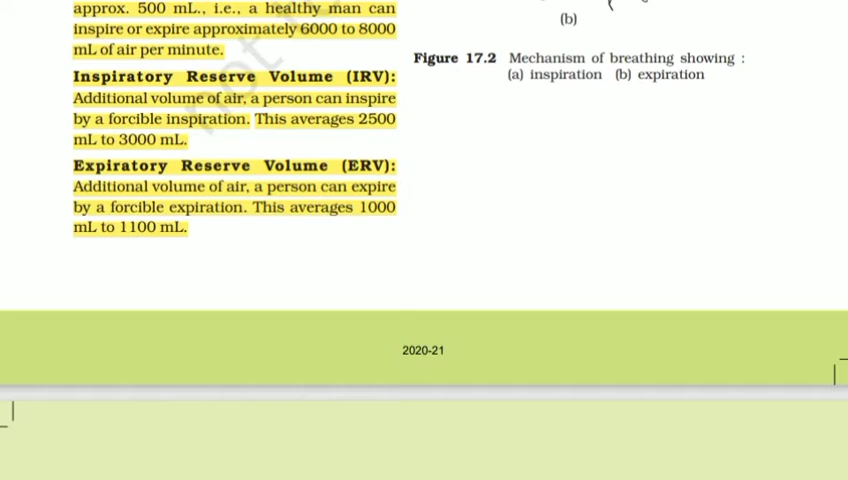 approx. 500 mL., i.e., a healthy man can
inspire or expire approximately 6000 to 8000
mL of air per minute.
Inspiratory Reserve Volume (IRV):
Additional volume of air, a person can inspire
by a forcible inspiration. This averages 2500
mL to 3000 mL.
Expiratory Reserve Volume (ERV):
Additional volume of air, a person can expire
by a forcible expiration. This averages 1000
mL to 1100 mL.
(b)
Figure 17.2 Mechanism of breathing showing :
(a) inspiration (b) expiration
not
2020-21